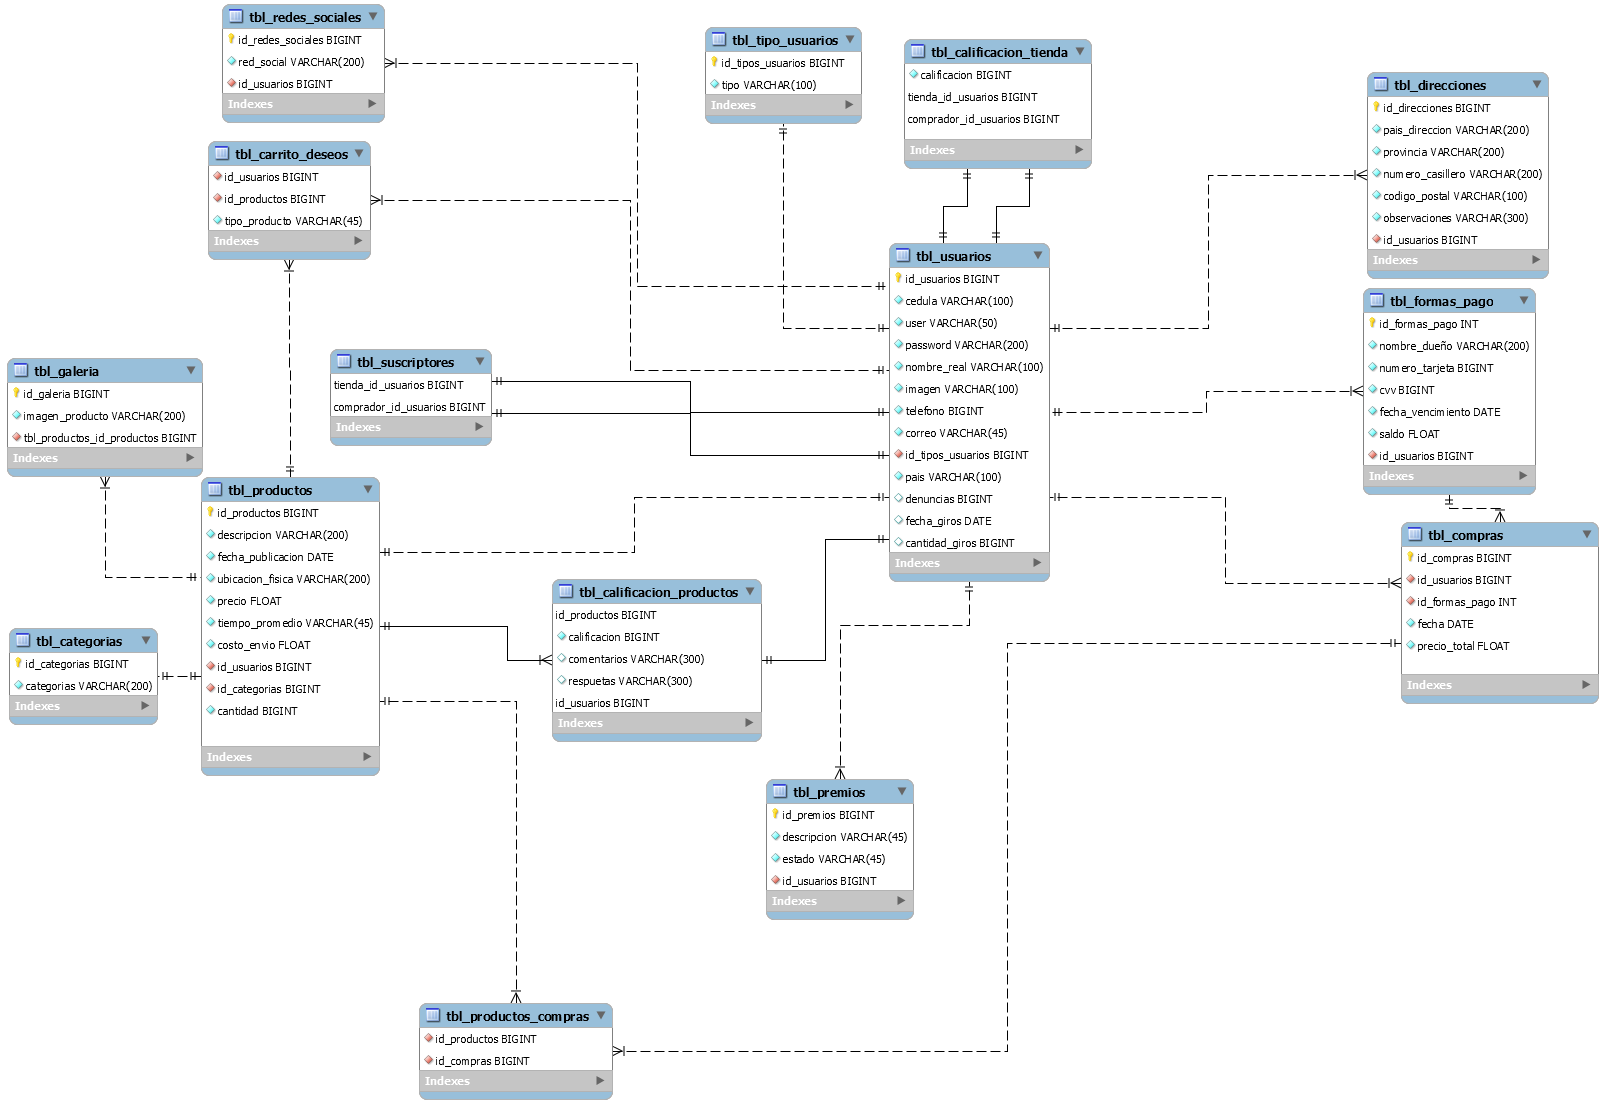 tbl_redes_sociales
id_redes_sociales BIGINT
red_social VARCHAR(200)
id_usuarios BIGINT
Indexes
tbl_tipo_usuarios
id_tipos_usuarios BIGINT
tipo VARCHAR(100)
Indexes
tbl_calificacion_tienda
calificacion BIGINT
tienda_id_usuarios BIGINT
comprador_id_usuarios BIGINT
Indexes
tbl_direcciones
id_direcciones BIGINT
pais_direccion VARCHAR(200)
provincia VARCHAR(200)
numero_casillero VARCHAR(200)
codigo_postal VARCHAR(100)
observaciones VARCHAR(300)
id_usuarios BIGINT
Indexes
tbl_carrito_deseos
id_usuarios BIGINT
id_productos BIGINT
tipo_producto VARCHAR(45)
Indexes
tbl_usuarios
id_usuarios BIGINT
cedula VARCHAR(100)
user VARCHAR(50)
password VARCHAR(200)
nombre_real VARCHAR(100)
imagen VARCHAR(100)
telefono BIGINT
correo VARCHAR(45)
id_tipos_usuarios BIGINT
pais VARCHAR(100)
denuncias BIGINT
fecha_giros DATE
cantidad_giros BIGINT
Indexes
tbl_formas_pago
id_formas_pago INT
nombre_dueño VARCHAR(200)
numero_tarjeta BIGINT
cvv BIGINT
fecha_vencimiento DATE
saldo FLOAT
id_usuarios BIGINT
Indexes
tbl_suscriptores
tienda_id_usuarios BIGINT
comprador_id_usuarios BIGINT
Indexes
tbl_galeria
id_galeria BIGINT
imagen_producto VARCHAR(200)
tbl_productos_id_productos BIGINT
Indexes
tbl_productos
id_productos BIGINT
descripcion VARCHAR(200)
fecha_publicacion DATE
ubicacion_fisica VARCHAR(200)
precio FLOAT
tiempo_promedio VARCHAR(45)
costo_envio FLOAT
id_usuarios BIGINT
id_categorias BIGINT
cantidad BIGINT
Indexes
tbl_compras
id_compras BIGINT
id_usuarios BIGINT
id_formas_pago INT
fecha DATE
precio_total FLOAT
Indexes
tbl_calificacion_productos
id_productos BIGINT
calificacion BIGINT
comentarios VARCHAR(300)
respuetas VARCHAR(300)
id_usuarios BIGINT
Indexes
tbl_categorias
id_categorias BIGINT
categorias VARCHAR(200)
Indexes
tbl_premios
id_premios BIGINT
descripcion VARCHAR(45)
estado VARCHAR(45)
id_usuarios BIGINT
Indexes
tbl_productos_compras
id_productos BIGINT
id_compras BIGINT
Indexes